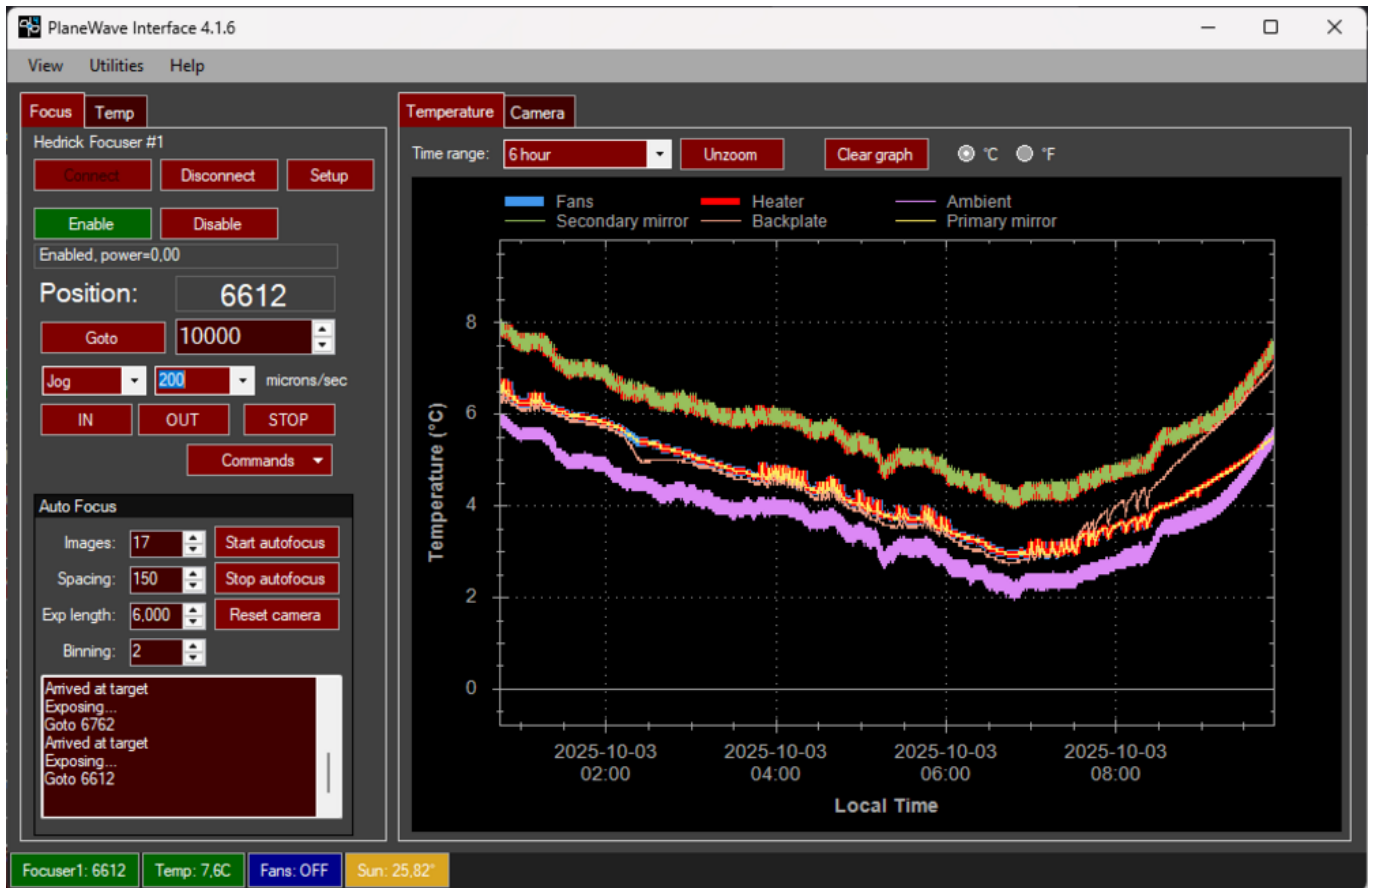 PlaneWave Interface 4.1.6
View Utilities Help
Focus Temp
Hedrick Focuser #1
Connect Disconnect Setup
Enable Disable
Enabled, power=0,00
Position: 6612
Goto 10000
Jog 200 microns/sec
IN OUT STOP
Commands
Auto Focus
Images: 17 Start autofocus
Spacing: 150 Stop autofocus
Exp length: 6,000 Reset camera
Binning: 2
Arrived at target
Exposing...
Goto 6762
Arrived at target
Exposing...
Goto 6612
Temperature Camera
Time range: 6 hour Unzoom Clear graph °C °F
Fans Heater Ambient
Secondary mirror Backplate Primary mirror
Temperature (°C)
8
6
4
2
0
2025-10-03 2025-10-03 2025-10-03 2025-10-03
02:00 04:00 06:00 08:00
Local Time
Focuser1: 6612 Temp: 7,6C Fans: OFF Sun: 25,82°